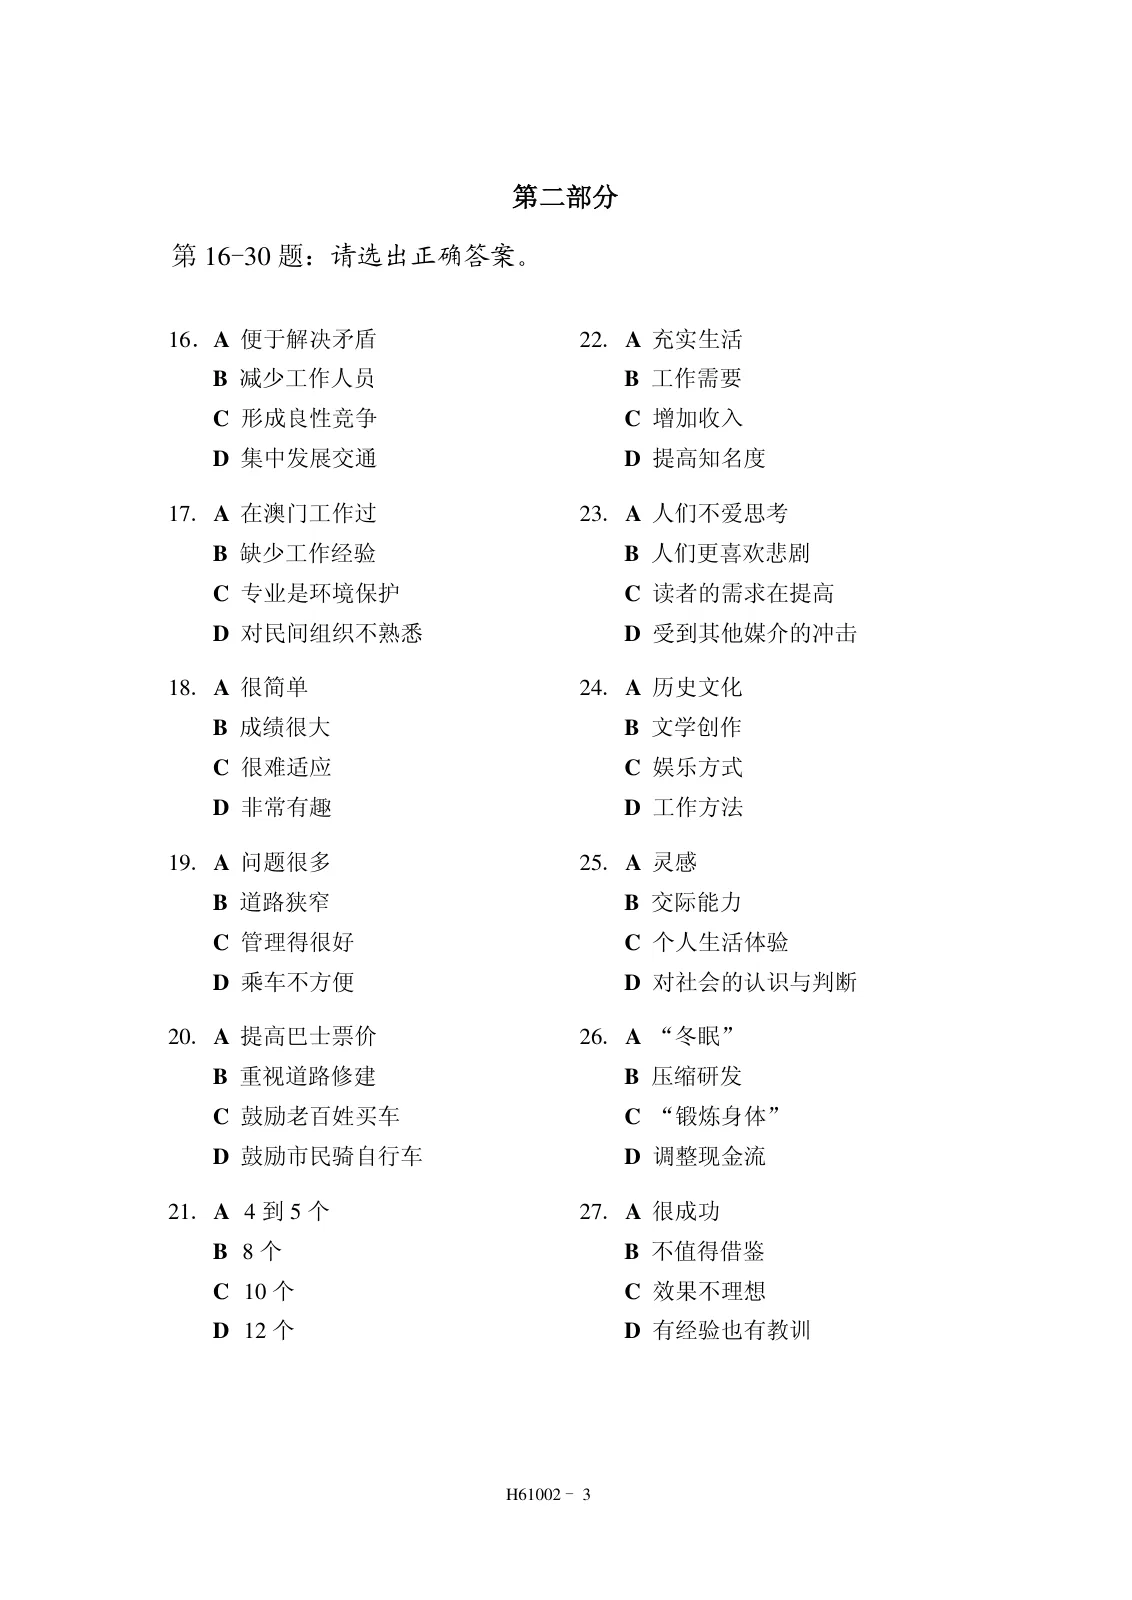 第二部分
第 16-30 题：请选出正确答案。
16. A 便于解决矛盾
B 减少工作人员
C 形成良性竞争
D 集中发展交通
17. A 在澳门工作过
B 缺少工作经验
C 专业是环境保护
D 对民间组织不熟悉
18. A 很简单
B 成绩很大
C 很难适应
D 非常有趣
19. A 问题很多
B 道路狭窄
C 管理得很好
D 乘车不方便
20. A 提高巴士票价
B 重视道路修建
C 鼓励老百姓买车
D 鼓励市民骑自行车
21. A 4 到 5 个
B 8 个
C 10 个
D 12 个
22. A 充实生活
B 工作需要
C 增加收入
D 提高知名度
23. A 人们不爱思考
B 人们更喜欢悲剧
C 读者的需求在提高
D 受到其他媒介的冲击
24. A 历史文化
B 文学创作
C 娱乐方式
D 工作方法
25. A 灵感
B 交际能力
C 个人生活体验
D 对社会的认识与判断
26. A “冬眠”
B 压缩研发
C “锻炼身体”
D 调整现金流
27. A 很成功
B 不值得借鉴
C 效果不理想
D 有经验也有教训
H61002 - 3